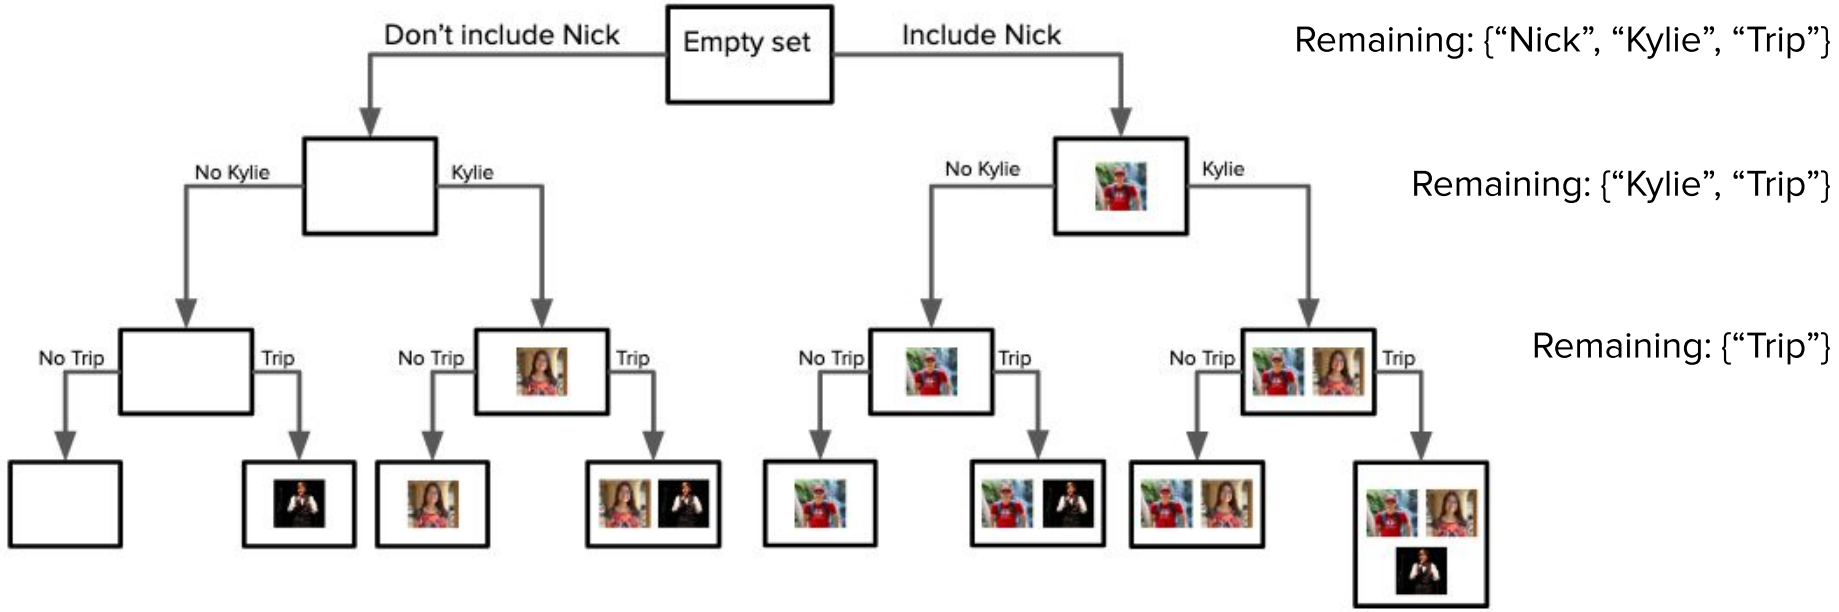 Don’t include Nick
Empty set
Include Nick
Remaining: {“Nick”, “Kylie”, “Trip”}
No Kylie
Kylie
No Kylie
Kylie
Remaining: {“Kylie”, “Trip”}
No Trip
Trip
No Trip
Trip
No Trip
Trip
No Trip
Trip
Remaining: {“Trip”}